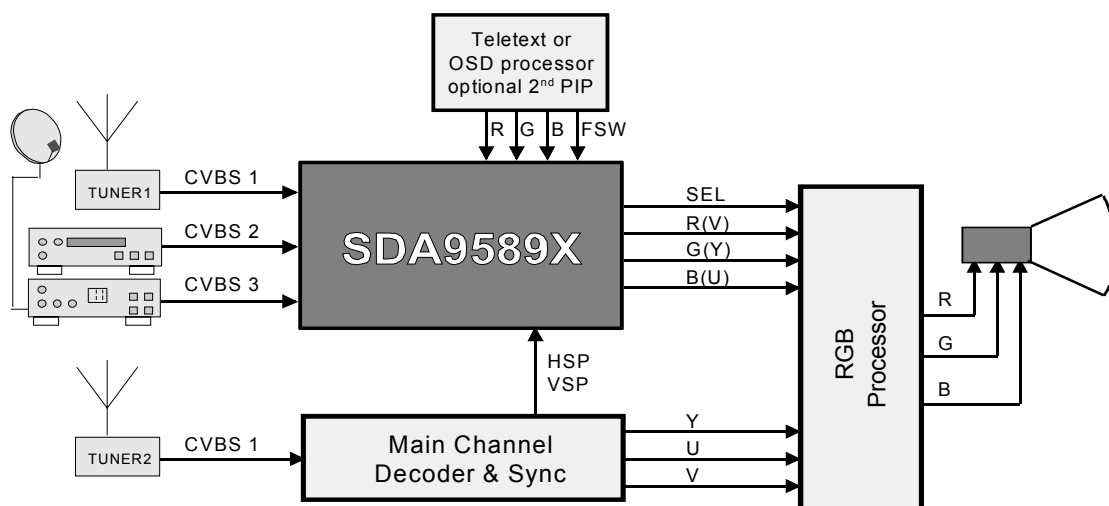 Teletext or
OSD processor
optional 2nd PIP
R G B FSW
TUNER1
CVBS 1
CVBS 2
CVBS 3
SDA9589X
SEL
R(V)
G(Y)
B(U)
HSP
VSP
TUNER2
CVBS 1
Main Channel
Decoder & Sync
Y
U
V
RGB
Processor
R
G
B